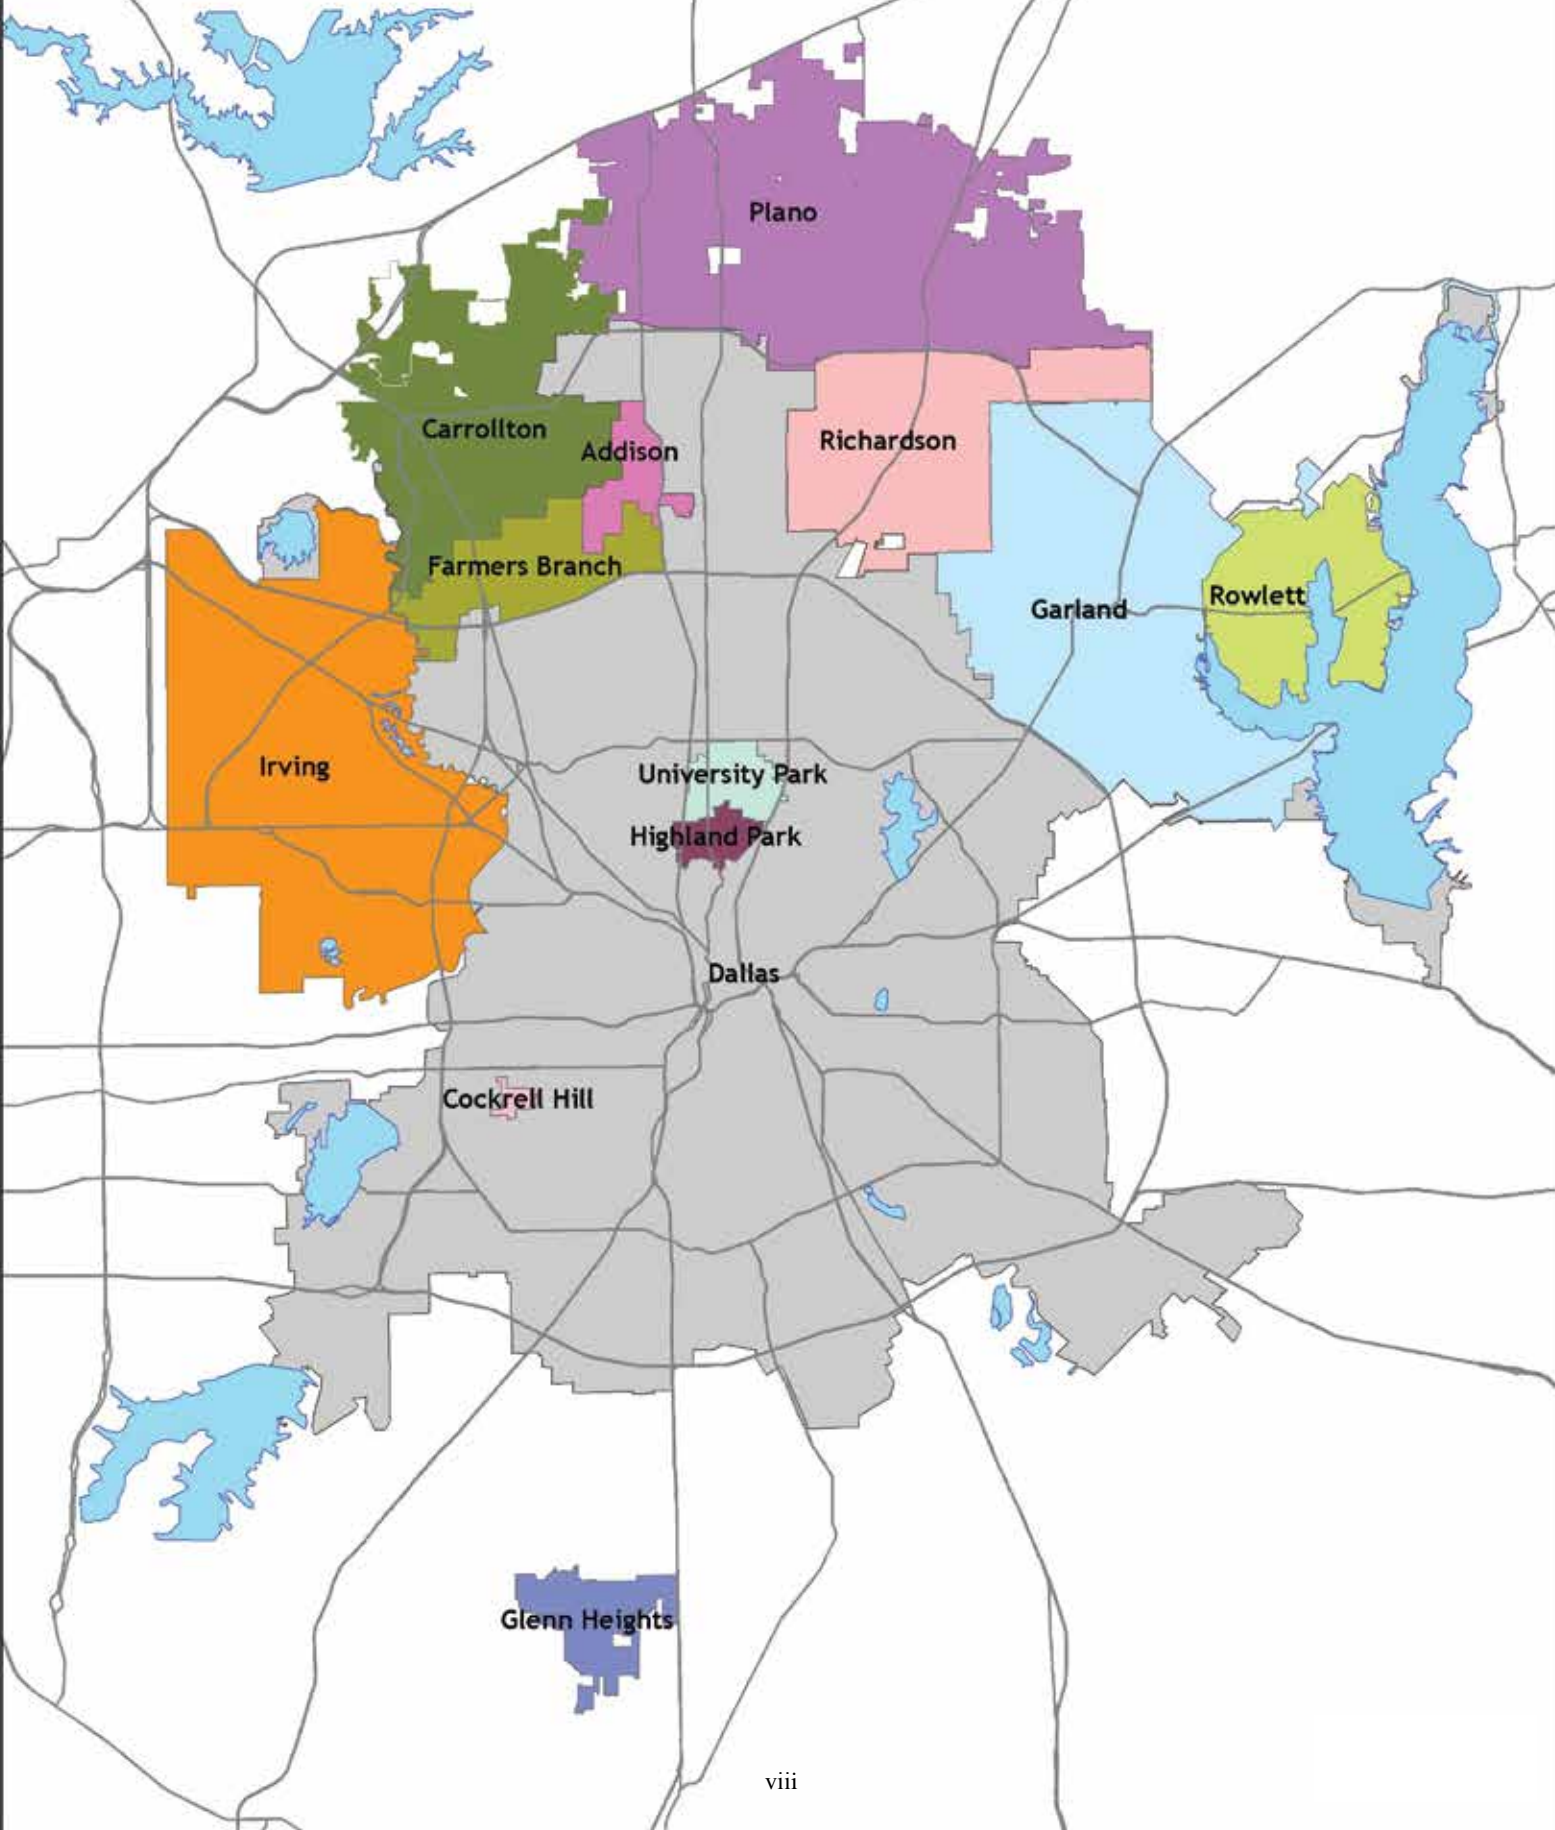 Plano
Carrollton
Addison
Richardson
Farmers Branch
Garland
Rowlett
Irving
University Park
Highland Park
Dallas
Cockrell Hill
Glenn Heights
viii